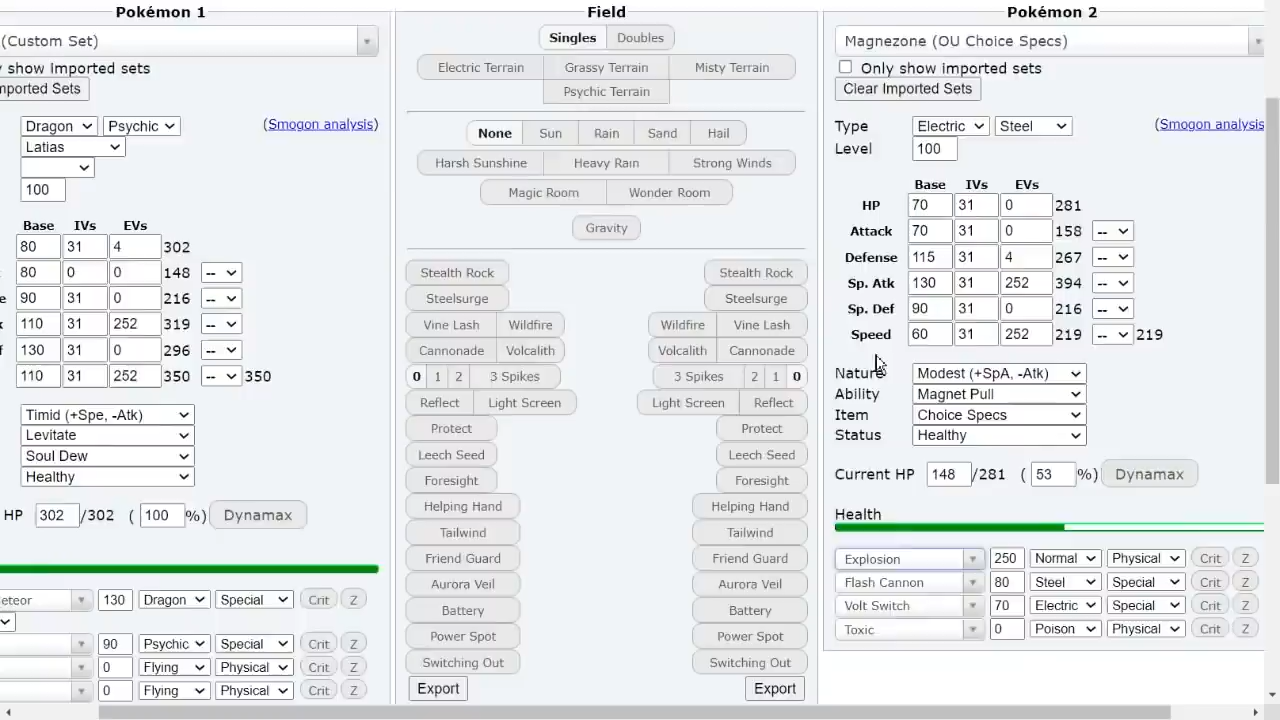 Pokémon 1
(Custom Set)
y show imported sets
mported Sets
Dragon Psychic (Smogon analysis)
Latias
100
Base IVs EVs
80 31 4 302
80 0 0 148 --
e 90 31 0 216 --
k 110 31 252 319 --
f 130 31 0 296 --
110 31 252 350 -- 350
Timid (+Spe, -Atk)
Levitate
Soul Dew
Healthy
HP 302 /302 ( 100 %) Dynamax
eteor 130 Dragon Special Crit Z
90 Psychic Special Crit Z
0 Flying Physical Crit Z
0 Flying Physical Crit Z
Field
Singles Doubles
Electric Terrain Grassy Terrain Misty Terrain
Psychic Terrain
None Sun Rain Sand Hail
Harsh Sunshine Heavy Rain Strong Winds
Magic Room Wonder Room
Gravity
Stealth Rock Stealth Rock
Steelsurge Steelsurge
Vine Lash Wildfire Wildfire Vine Lash
Cannonade Volcalith Volcalith Cannonade
0 1 2 3 Spikes 3 Spikes 2 1 0
Reflect Light Screen Light Screen Reflect
Protect Protect
Leech Seed Leech Seed
Foresight Foresight
Helping Hand Helping Hand
Tailwind Tailwind
Friend Guard Friend Guard
Aurora Veil Aurora Veil
Battery Battery
Power Spot Power Spot
Switching Out Switching Out
Export Export
Pokémon 2
Magnezone (OU Choice Specs)
Only show imported sets
Clear Imported Sets
Type Electric Steel (Smogon analysis
Level 100
Base IVs EVs
HP 70 31 0 281
Attack 70 31 0 158 --
Defense 115 31 4 267 --
Sp. Atk 130 31 252 394 --
Sp. Def 90 31 0 216 --
Speed 60 31 252 219 -- 219
Nature Modest (+SpA, -Atk)
Ability Magnet Pull
Item Choice Specs
Status Healthy
Current HP 148 /281 ( 53 %) Dynamax
Health
Explosion 250 Normal Physical Crit Z
Flash Cannon 80 Steel Special Crit Z
Volt Switch 70 Electric Special Crit Z
Toxic 0 Poison Physical Crit Z